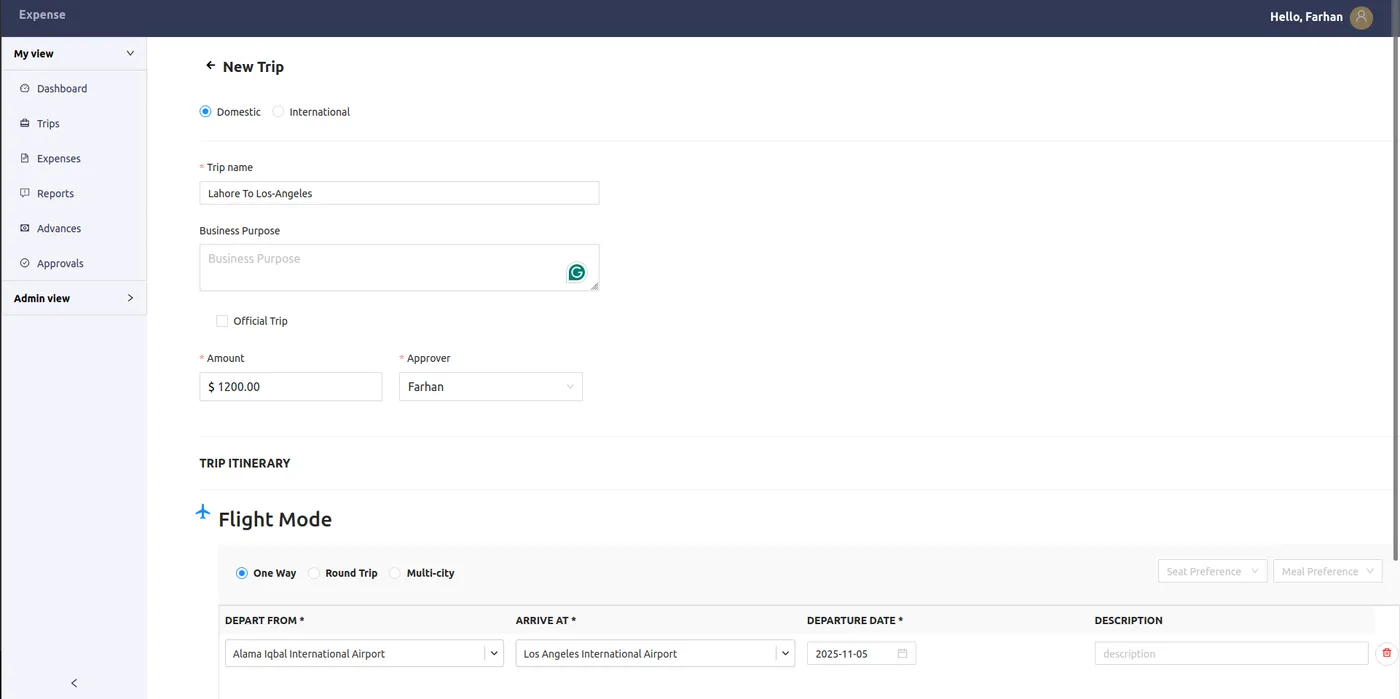 Expense
Hello, Farhan
My view
Dashboard
Trips
Expenses
Reports
Advances
Approvals
Admin view
New Trip
Domestic International
* Trip name
Lahore To Los-Angeles
Business Purpose
Business Purpose
Official Trip
* Amount * Approver
$ 1200.00 Farhan
TRIP ITINERARY
Flight Mode
One Way Round Trip Multi-city Seat Preference Meal Preference
DEPART FROM * ARRIVE AT * DEPARTURE DATE * DESCRIPTION
Alama Iqbal International Airport Los Angeles International Airport 2025-11-05 description